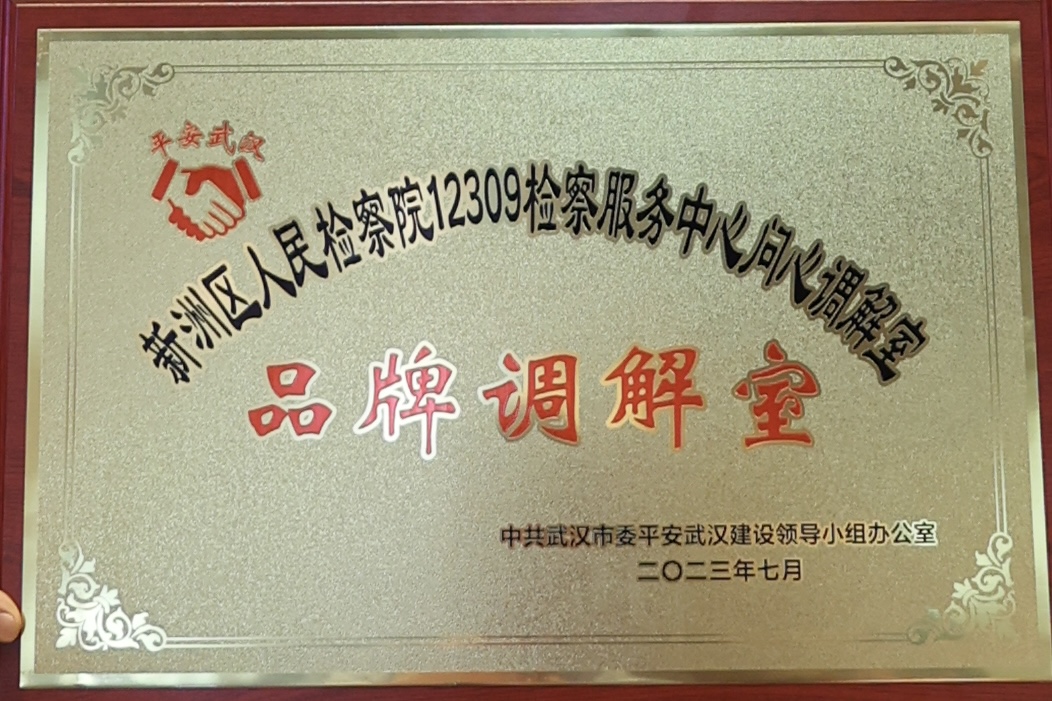 平安武汉
新洲区人民检察院12309检察服务中心同心调解室
品牌调解室
中共武汉市委平安武汉建设领导小组办公室
二〇二三年七月